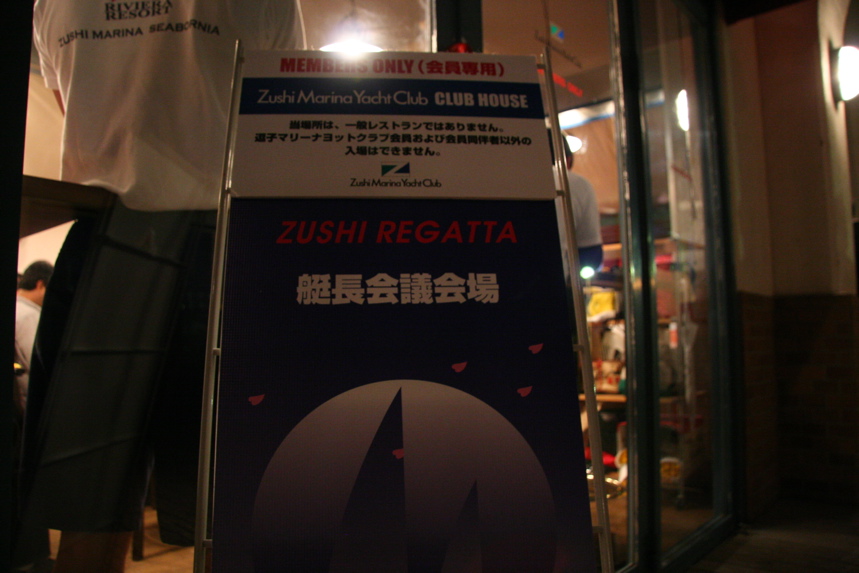 RIVIERA
RESORT
ZUSHI MARINA SEABORNIA
MEMBERS ONLY (会員専用)
Zushi Marina Yacht Club CLUB HOUSE
当場所は、一般レストランではありません。
逗子マリーナヨットクラブ会員および会員同伴者以外の
入場はできません。
Zushi Marina Yacht Club
ZUSHI REGATTA
艇長会議会場